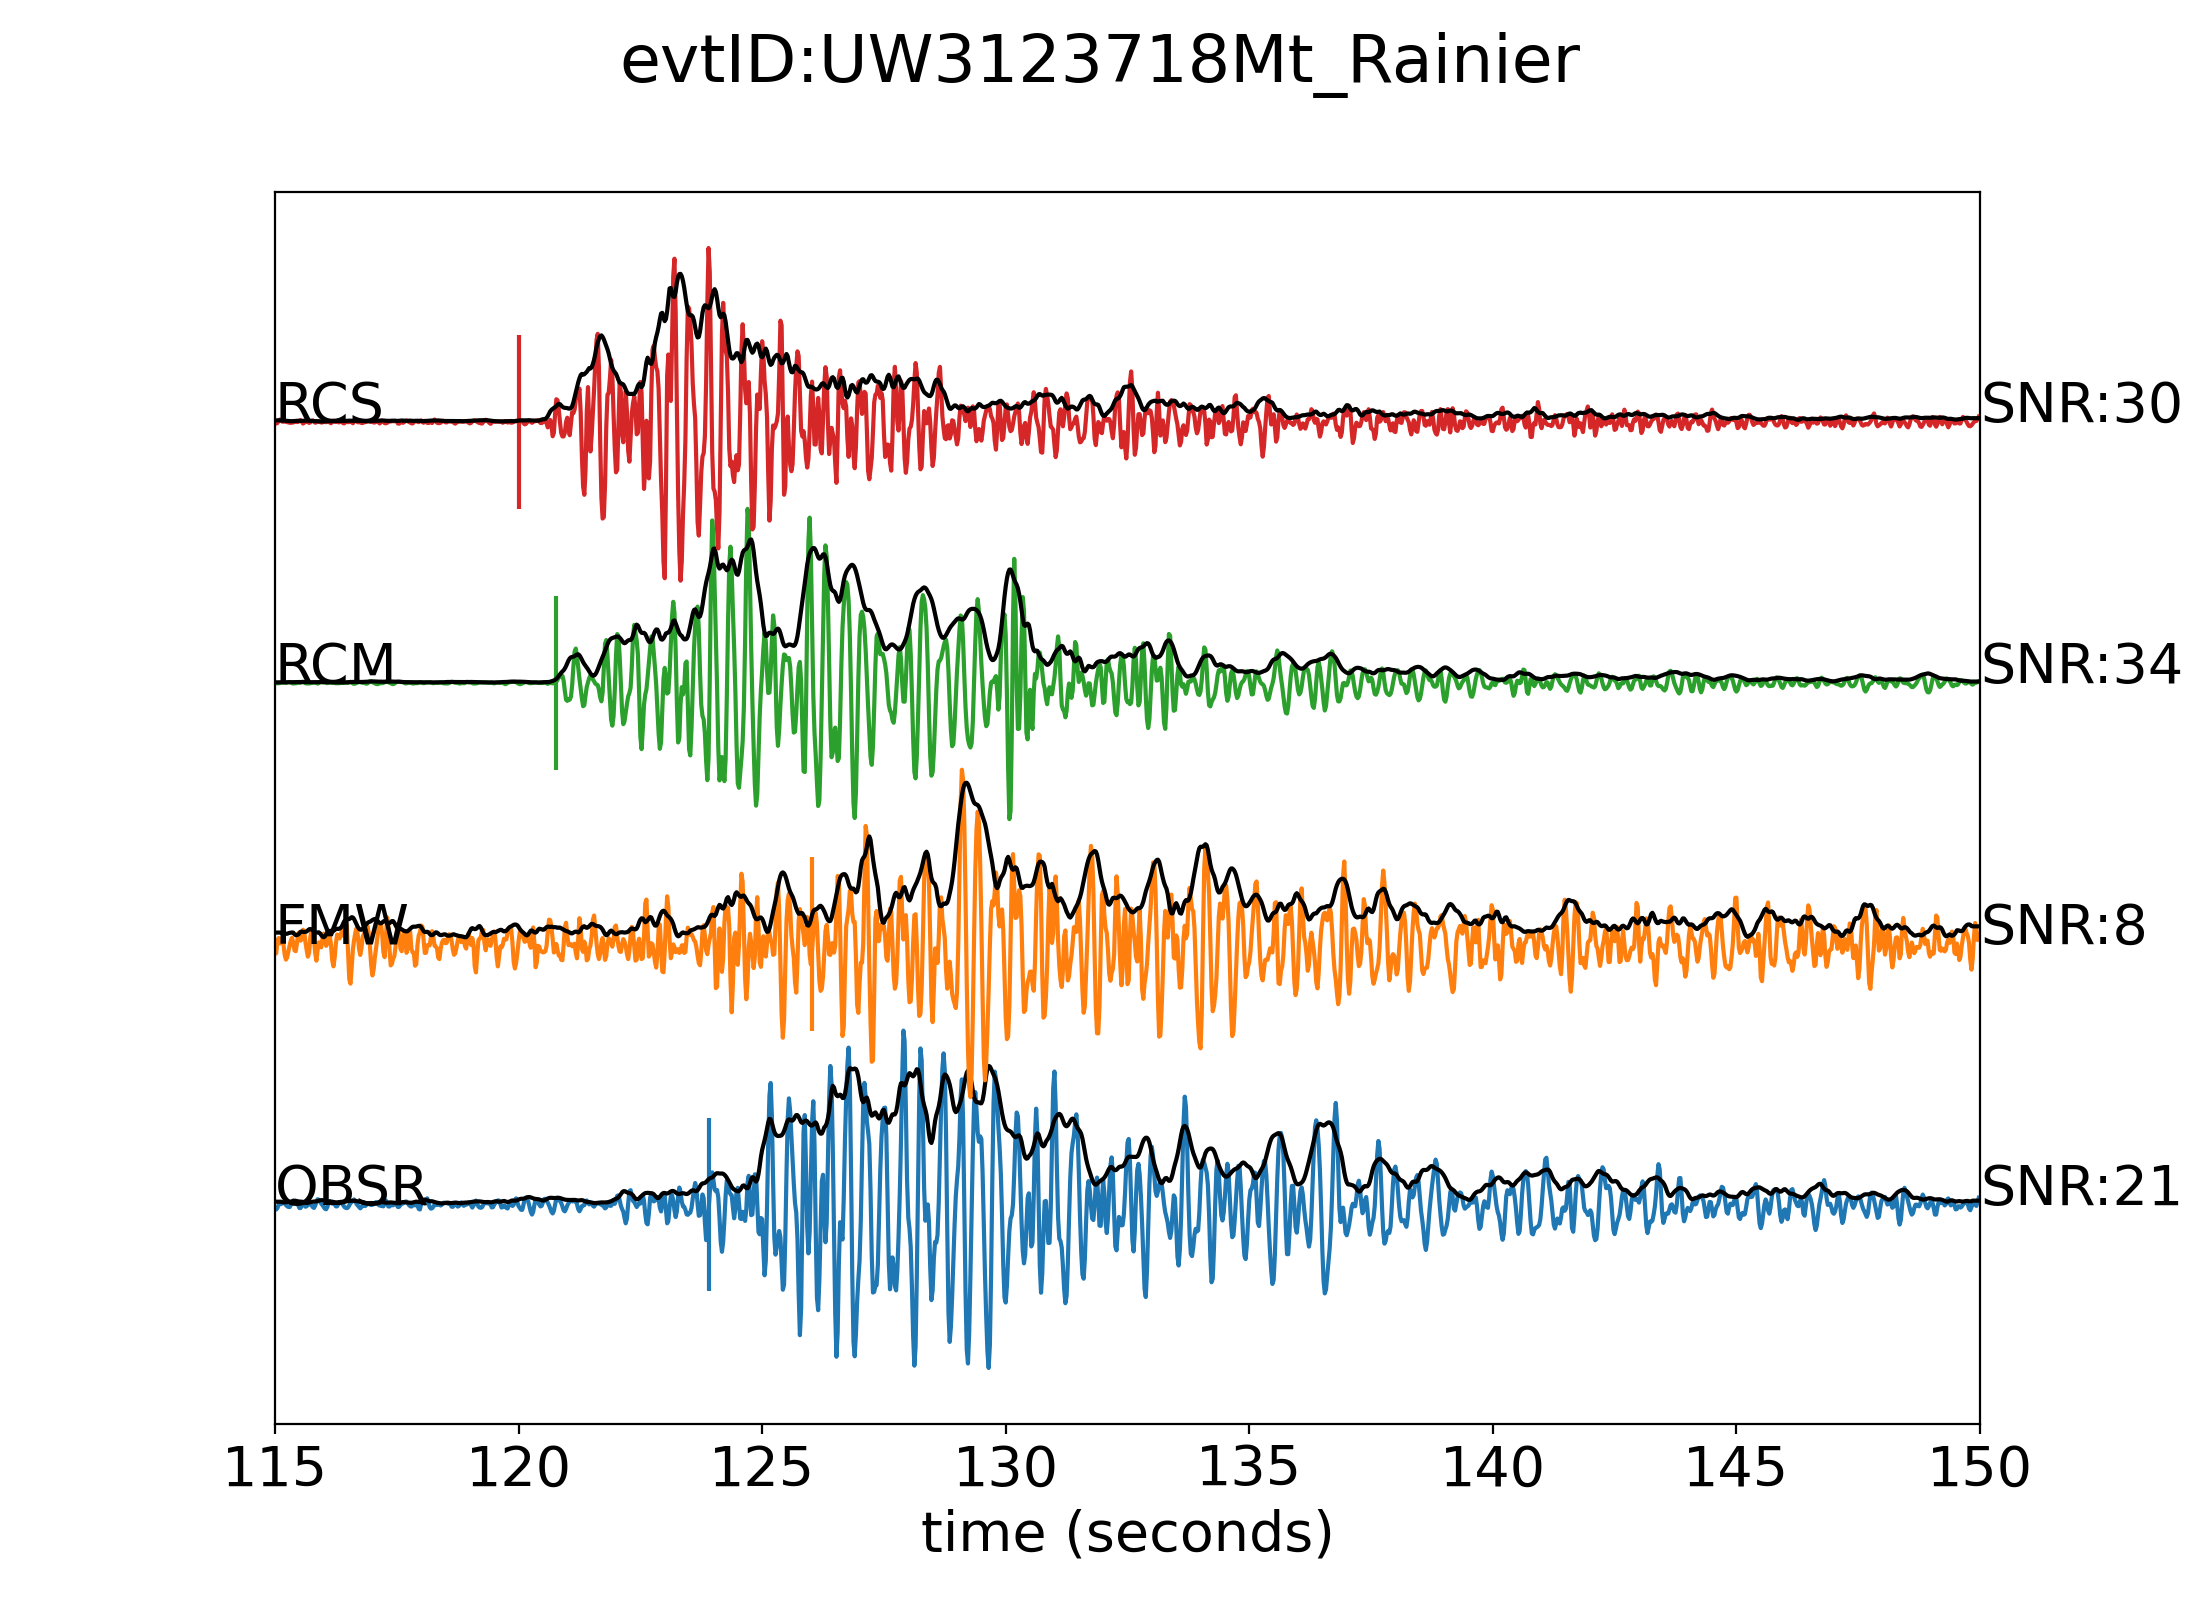 evtID:UW3123718Mt_Rainier
RCS SNR:30
RCM SNR:34
FMW SNR:8
OBSR SNR:21
115 120 125 130 135 140 145 150
time (seconds)